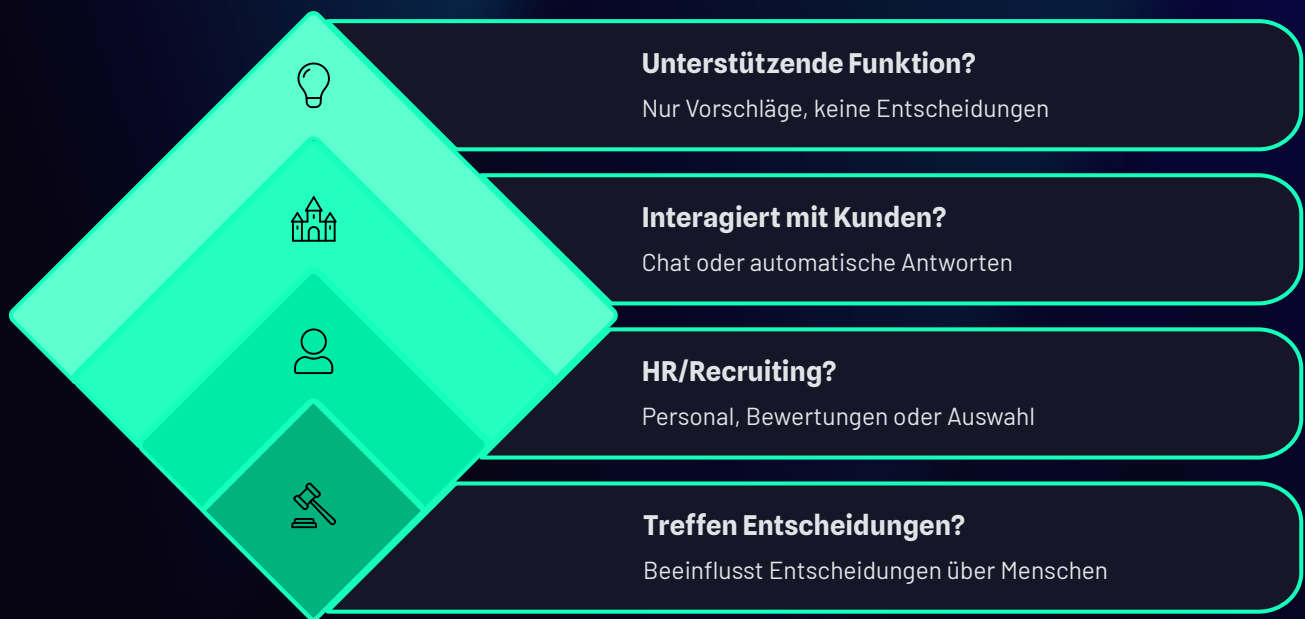 Unterstützende Funktion?
Nur Vorschläge, keine Entscheidungen
Interagiert mit Kunden?
Chat oder automatische Antworten
HR/Recruiting?
Personal, Bewertungen oder Auswahl
Treffen Entscheidungen?
Beeinflusst Entscheidungen über Menschen